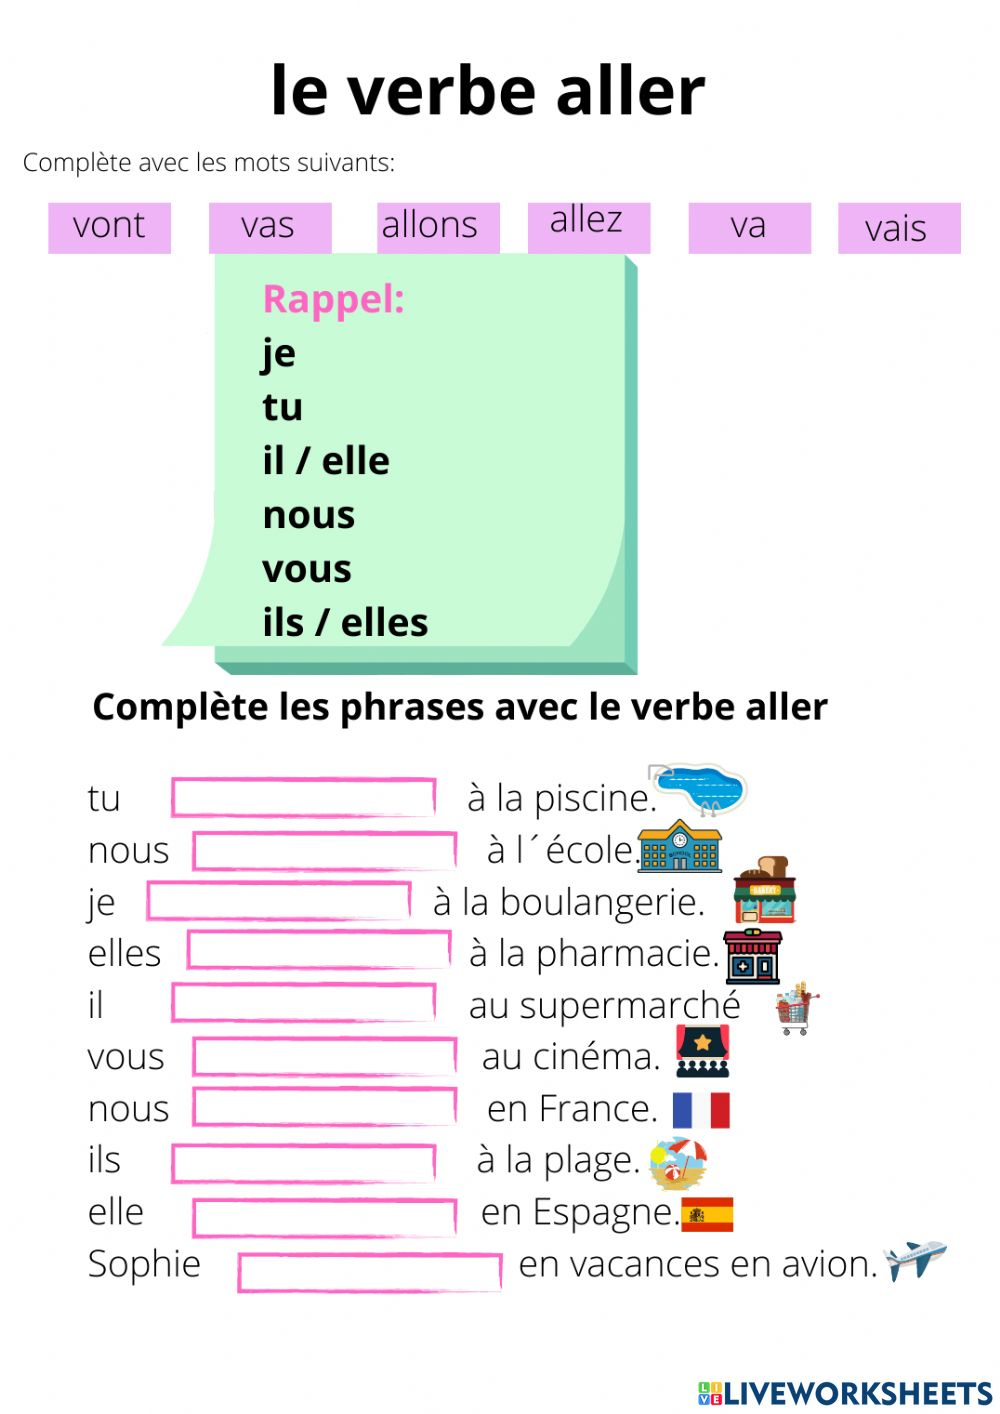 le verbe aller
Complète avec les mots suivants:
vont vas allons allez va vais
Rappel:
je
tu
il / elle
nous
vous
ils / elles
Complète les phrases avec le verbe aller
tu à la piscine.
nous à l´école.
SCHOOL
je à la boulangerie.
BAKERY
elles à la pharmacie.
il au supermarché
vous au cinéma.
nous en France.
ils à la plage.
elle en Espagne.
Sophie en vacances en avion.
LIVE LIVEWORKSHEETS